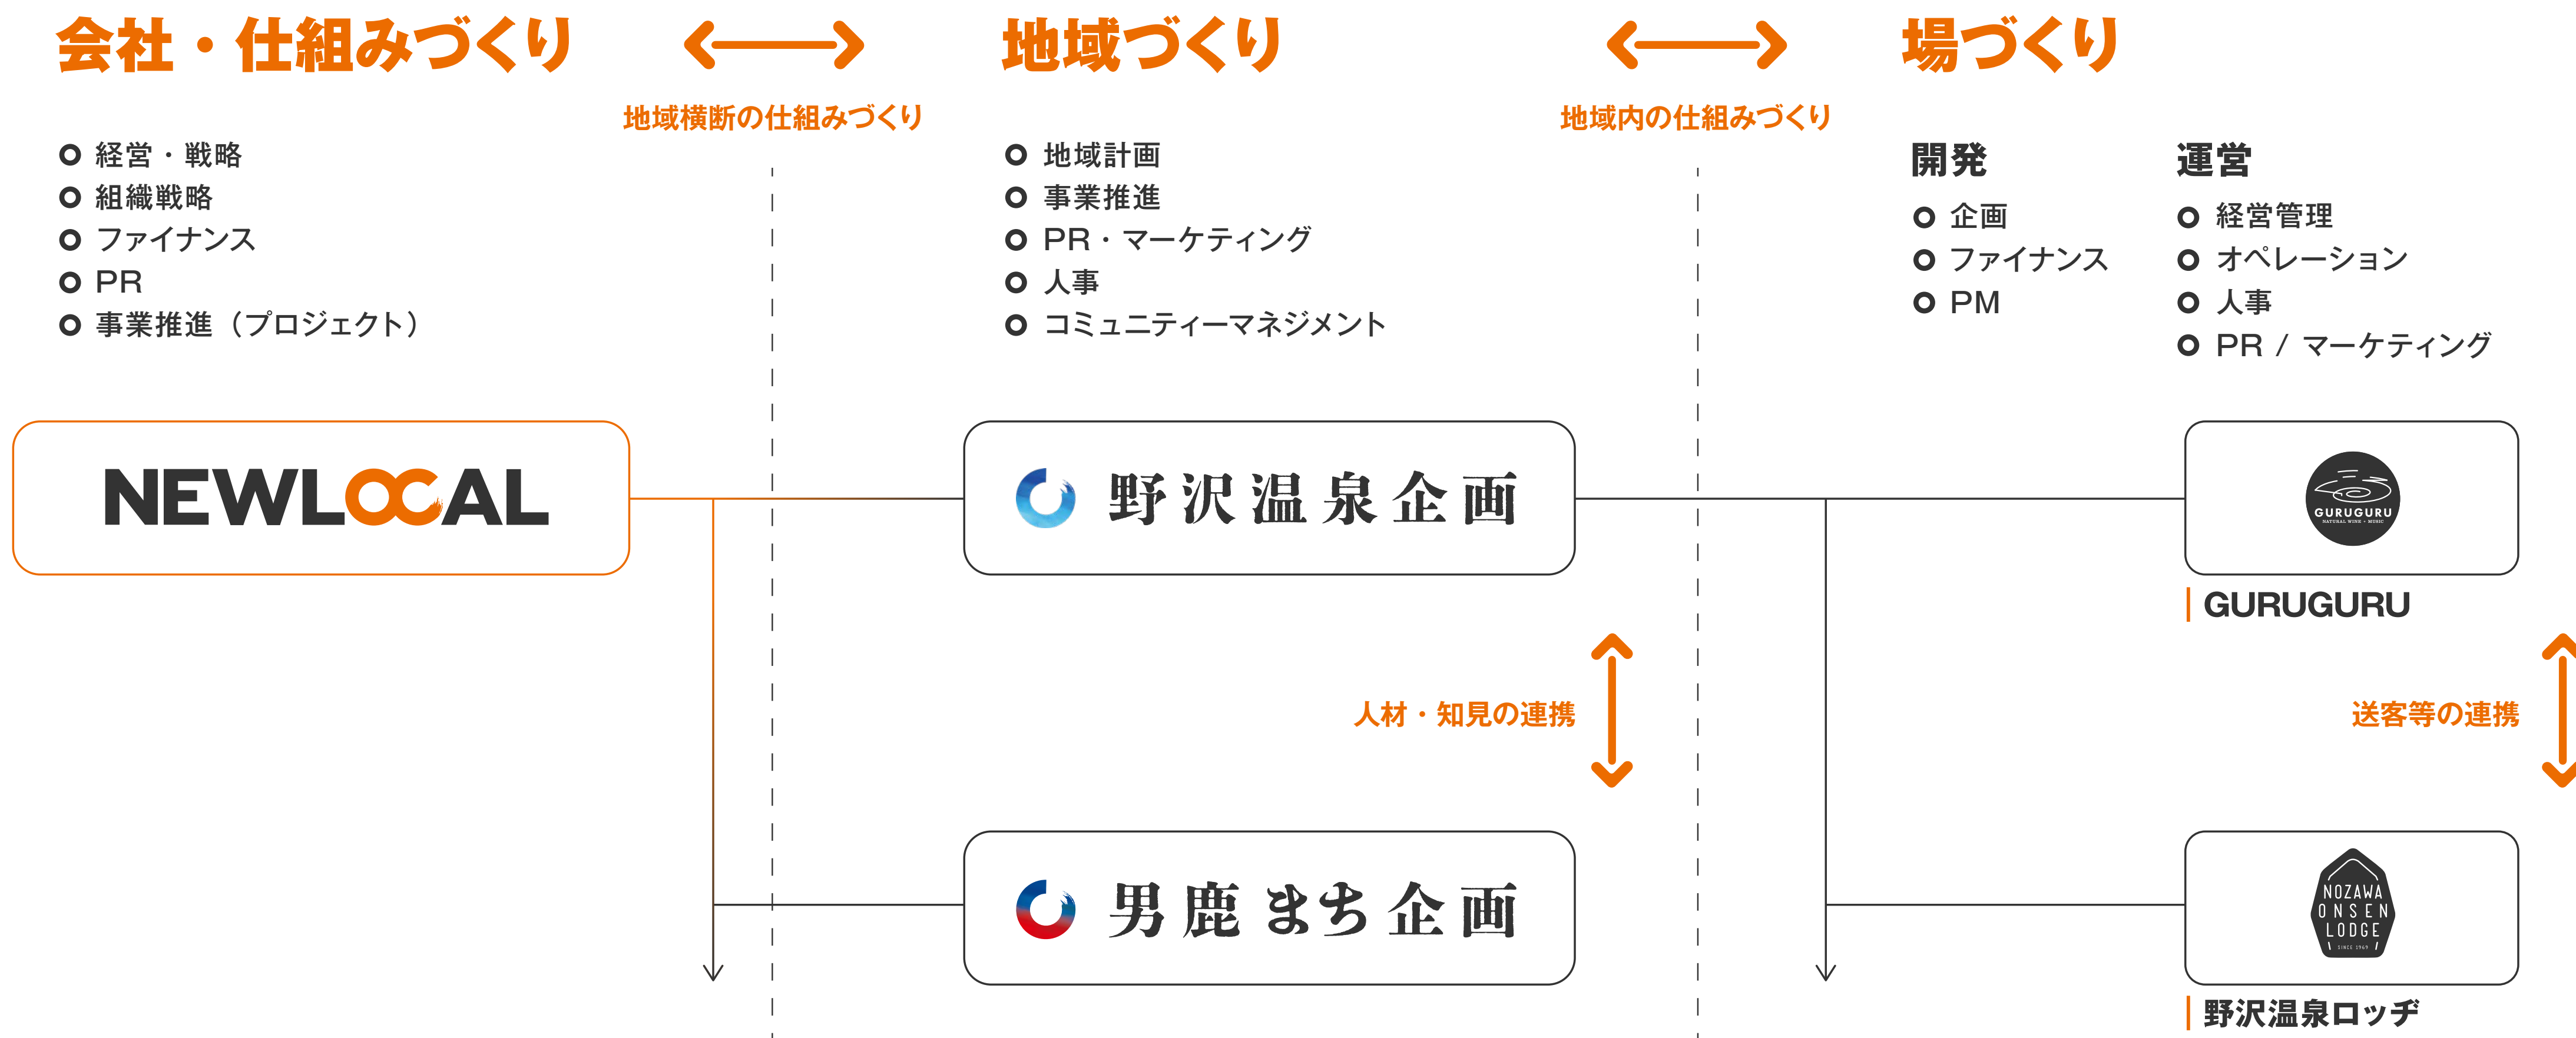 会社・仕組みづくり
地域横断の仕組みづくり
経営・戦略
組織戦略
ファイナンス
PR
事業推進（プロジェクト）
地域づくり
地域内の仕組みづくり
地域計画
事業推進
PR・マーケティング
人事
コミュニティーマネジメント
場づくり
開発
企画
ファイナンス
PM
運営
経営管理
オペレーション
人事
PR / マーケティング
NEWLOCAL
野沢温泉企画
GURUGURU
NATURAL WINE + MUSIC
GURUGURU
人材・知見の連携
送客等の連携
男鹿まち企画
NOZAWA
ONSEN
LODGE
SINCE 1969
野沢温泉ロッヂ